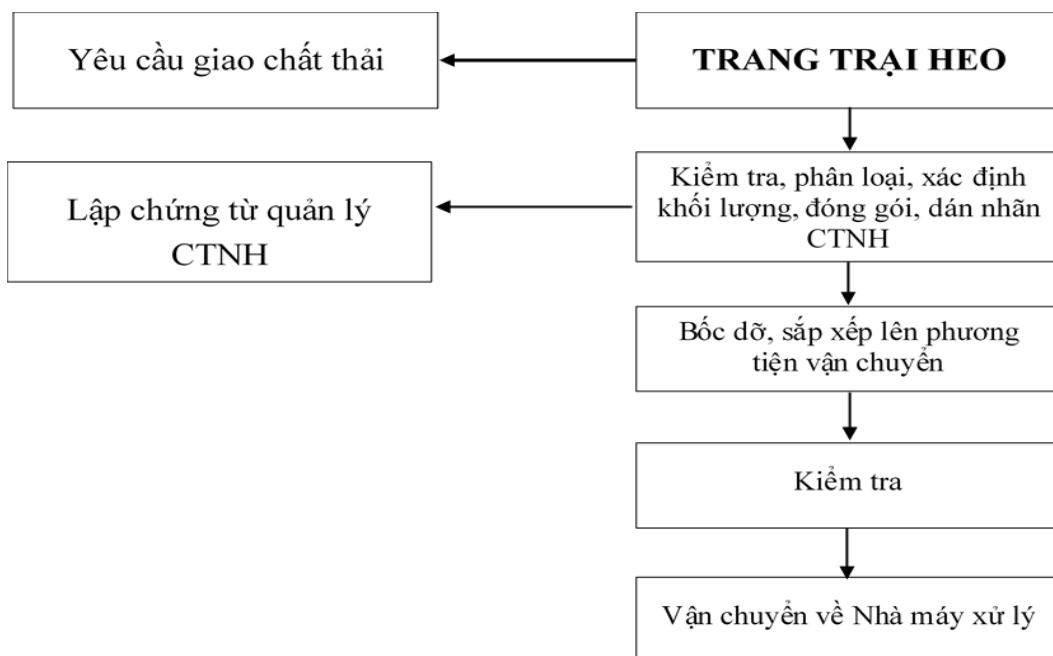 Yêu cầu giao chất thải
TRANG TRẠI HEO
Kiểm tra, phân loại, xác định
khối lượng, đóng gói, dán nhãn
CTNH
Lập chứng từ quản lý
CTNH
Bốc dỡ, sắp xếp lên phương
tiện vận chuyển
Kiểm tra
Vận chuyển về Nhà máy xử lý